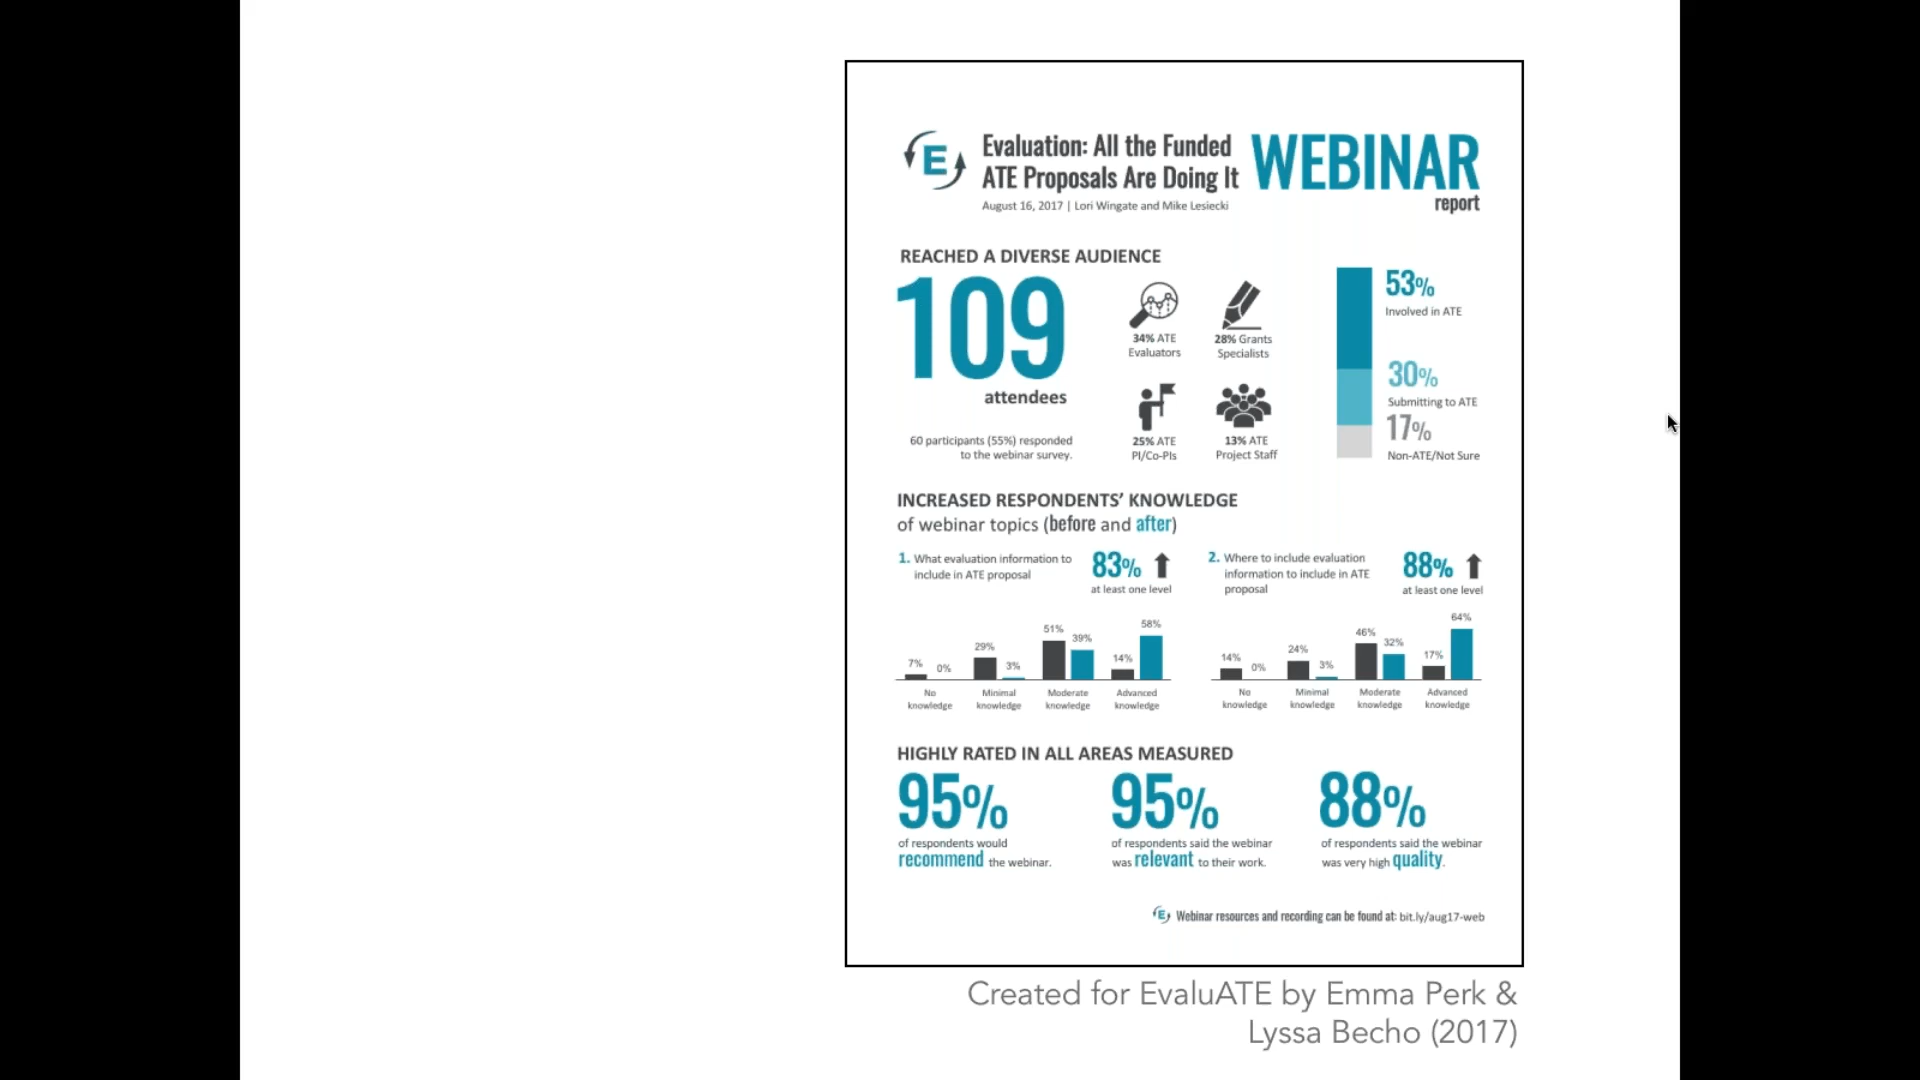 E
Evaluation: All the Funded
ATE Proposals Are Doing It
WEBINAR
report
August 16, 2017 | Lori Wingate and Mike Lesiecki
REACHED A DIVERSE AUDIENCE
109
attendees
60 participants (55%) responded
to the webinar survey.
34% ATE
Evaluators
28% Grants
Specialists
25% ATE
PI/Co-PIs
13% ATE
Project Staff
53%
Involved in ATE
30%
Submitting to ATE
17%
Non-ATE/Not Sure
INCREASED RESPONDENTS' KNOWLEDGE
of webinar topics (before and after)
1. What evaluation information to
include in ATE proposal
83%
at least one level
7%
0%
29%
3%
51%
39%
14%
58%
No
knowledge
Minimal
knowledge
Moderate
knowledge
Advanced
knowledge
2. Where to include evaluation
information to include in ATE
proposal
88%
at least one level
14%
0%
24%
3%
46%
32%
17%
64%
No
knowledge
Minimal
knowledge
Moderate
knowledge
Advanced
knowledge
HIGHLY RATED IN ALL AREAS MEASURED
95%
of respondents would
recommend the webinar.
95%
of respondents said the webinar
was relevant to their work.
88%
of respondents said the webinar
was very high quality.
E Webinar resources and recording can be found at: bit.ly/aug17-web
Created for EvaluATE by Emma Perk &
Lyssa Becho (2017)